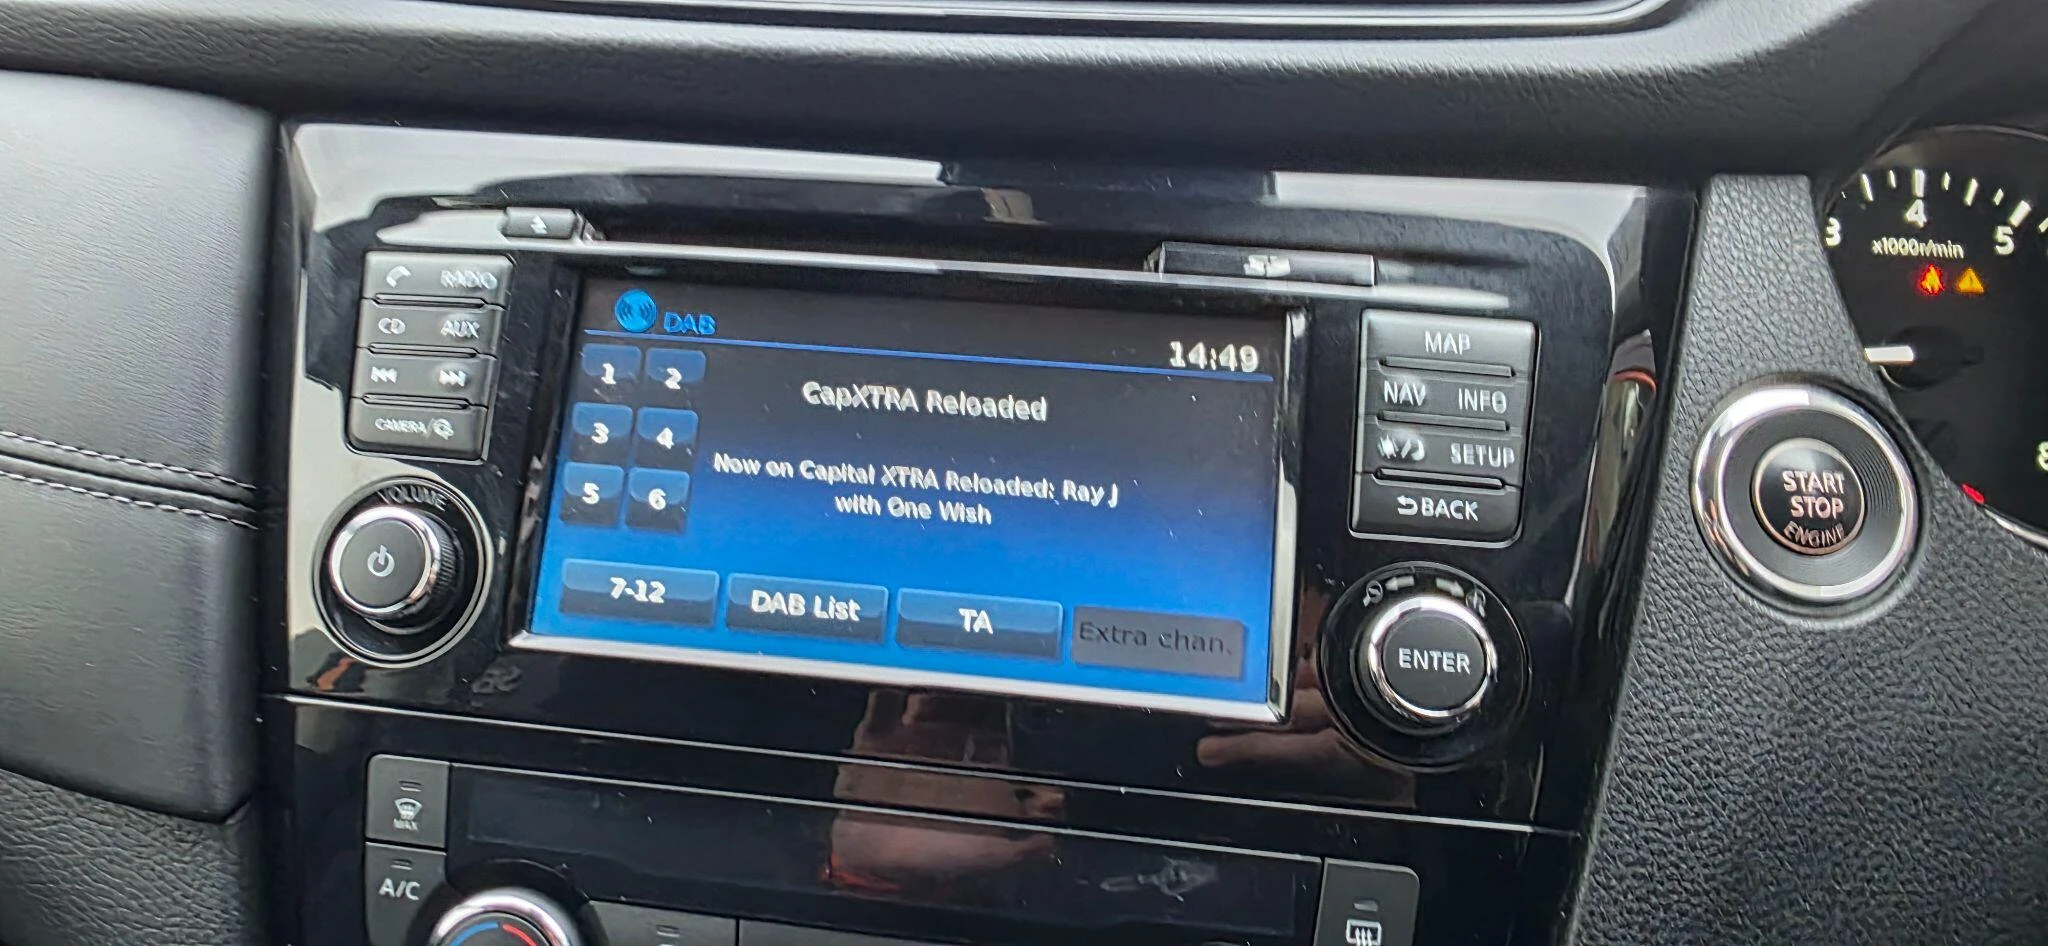 RADIO
CD AUX
CAMERA/
VOLUME
DAB
14:49
1 2
3 4
5 6
CapXTRA Reloaded
Now on Capital XTRA Reloaded: Ray J
with One Wish
7-12
DAB List
TA
Extra chan.
MAP
NAV INFO
SETUP
BACK
ENTER
START
STOP
ENGINE
3 4 5
x1000r/min
8
MAX
A/C